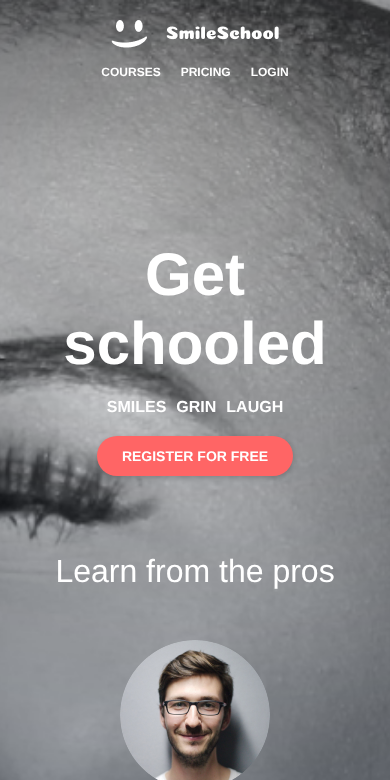 SmileSchool
COURSES PRICING LOGIN
Get
schooled
SMILES GRIN LAUGH
REGISTER FOR FREE
Learn from the pros